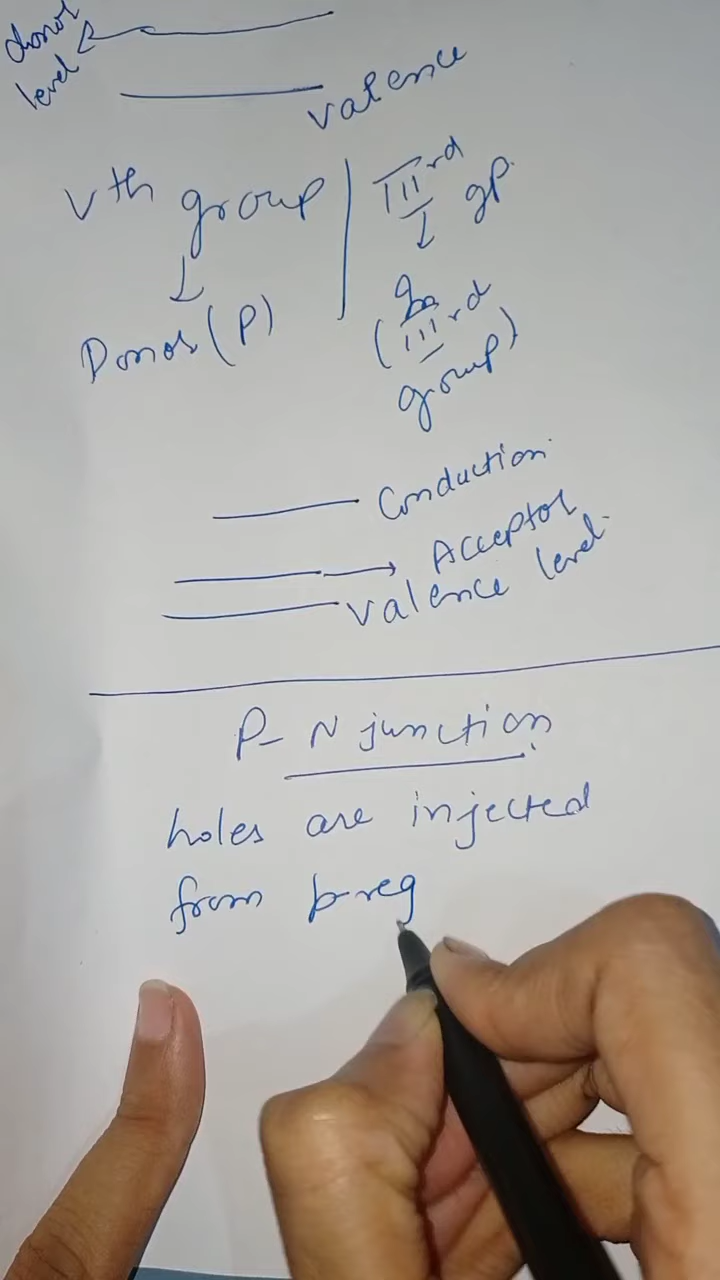 donor
level
valence
Vth group
IIIrd gp.
Donor (P)
(
IIIrd
group)
Conduction
Acceptor
valence level.
P-N junction
holes are injected
from p-reg